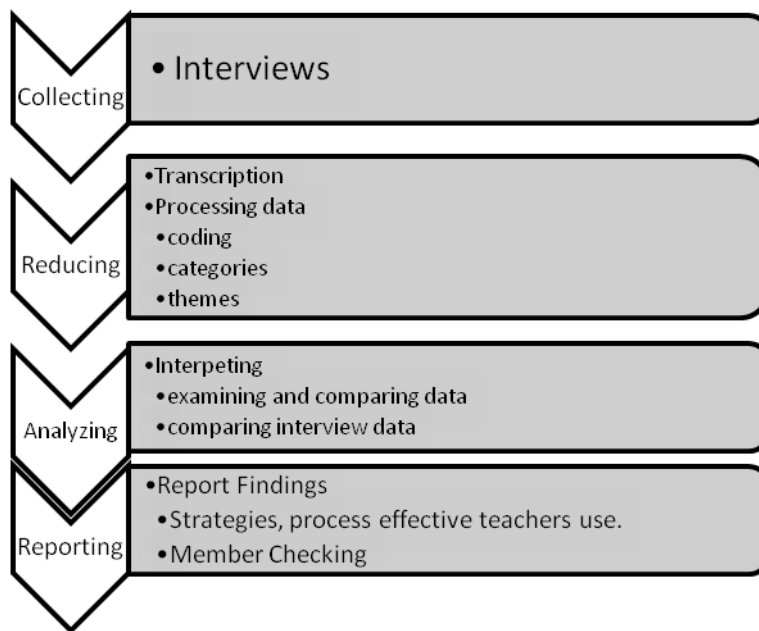 Collecting
• Interviews
Reducing
•Transcription
•Processing data
•coding
•categories
•themes
Analyzing
•Interpeting
•examining and comparing data
•comparing interview data
Reporting
•Report Findings
•Strategies, process effective teachers use.
•Member Checking